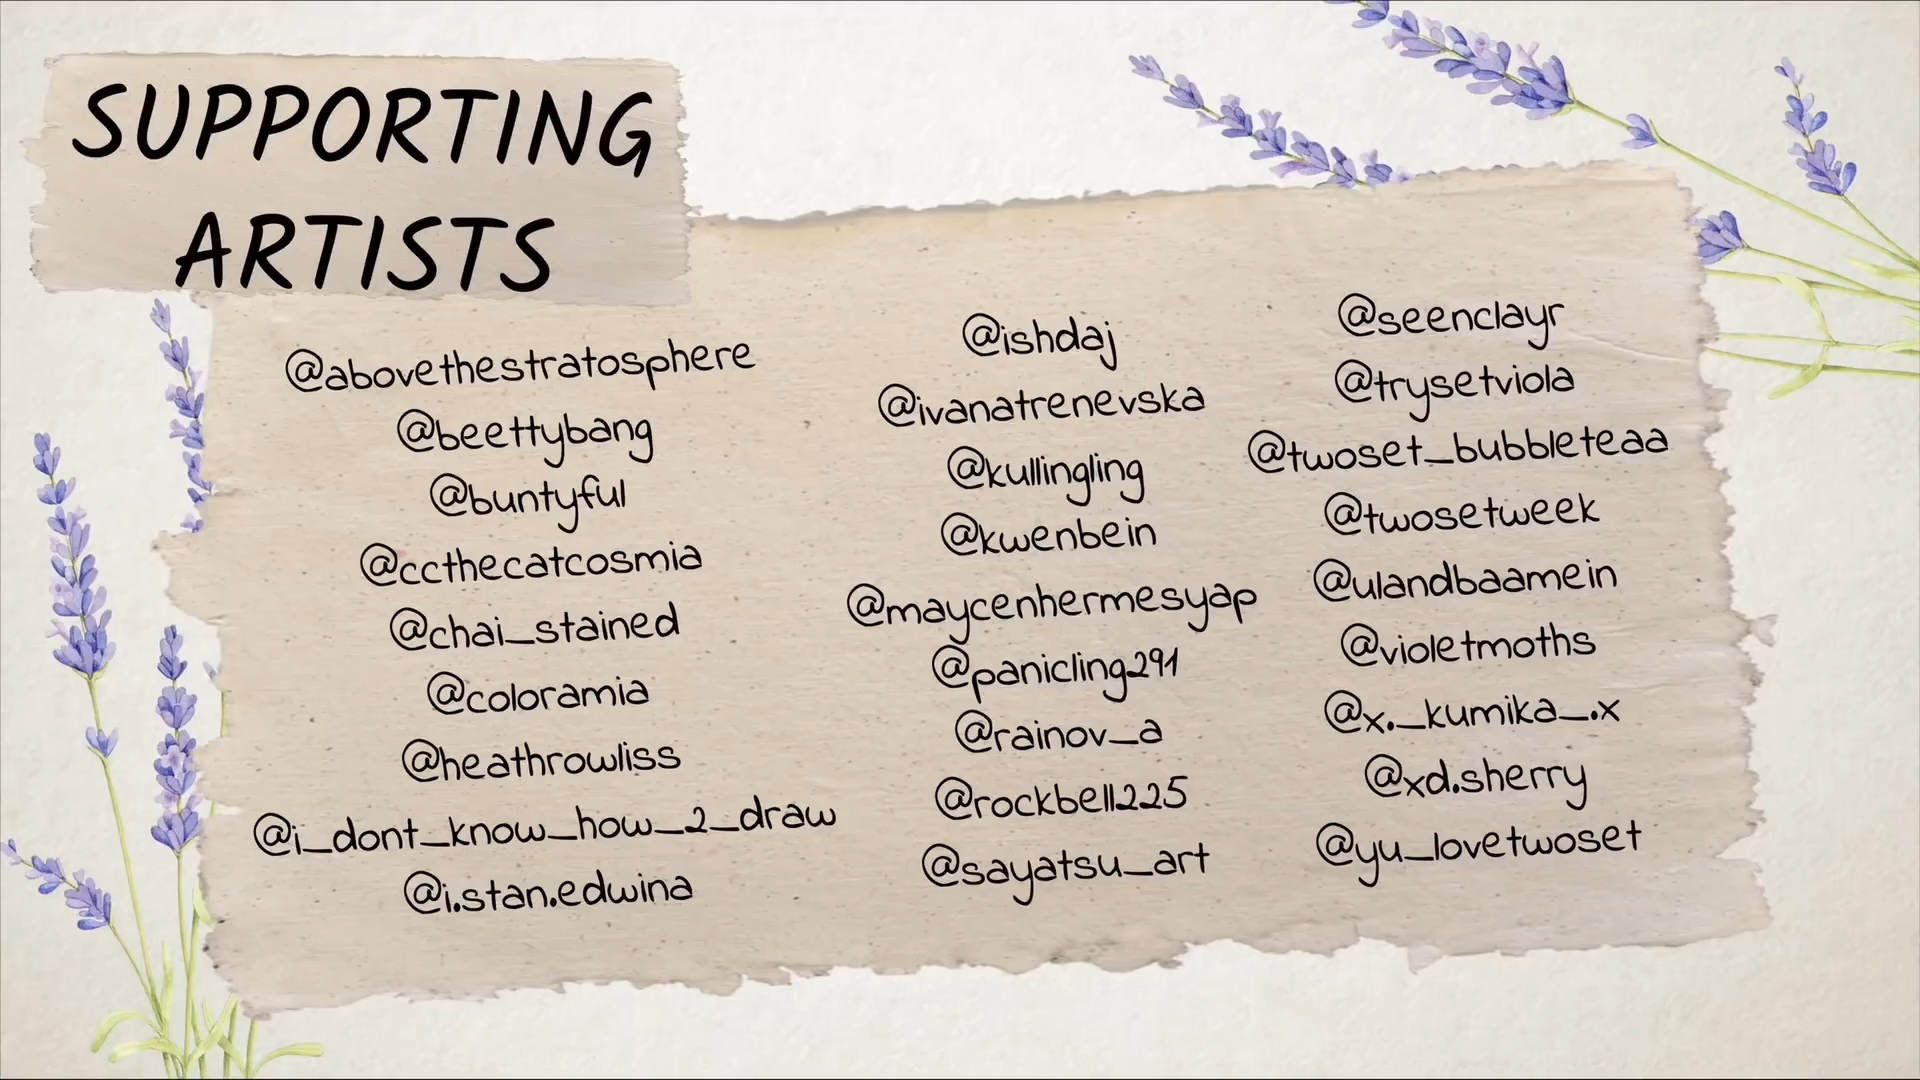 SUPPORTING
ARTISTS
@abovethestratosphere
@beettybang
@buntyful
@ccthecatcosmia
@chai_stained
@coloramia
@heathrowliss
@i_dont_know_how_2_draw
@i.stan.edwina
@ishdaj
@ivanatrenevska
@kullingling
@kwenbein
@maycenhermesyap
@panicling291
@rainov_a
@rockbell225
@sayatsu_art
@seenclayr
@trysetviola
@twoset_bubbleteaa
@twosetweek
@ulandbaamein
@violetmoths
@x._kumika_.x
@xd.sherry
@yu_lovetwoset